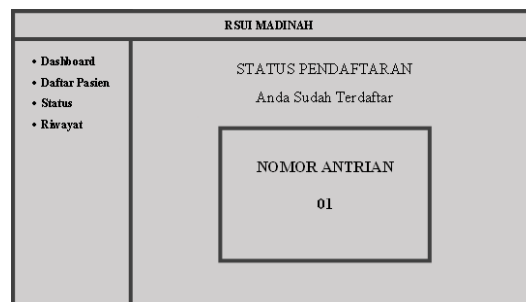 RSUI MADINAH
• Dashboard
• Daftar Pasien
• Status
• Riwayat
STATUS PENDAFTARAN
Anda Sudah Terdaftar
NOMOR ANTRIAN
01